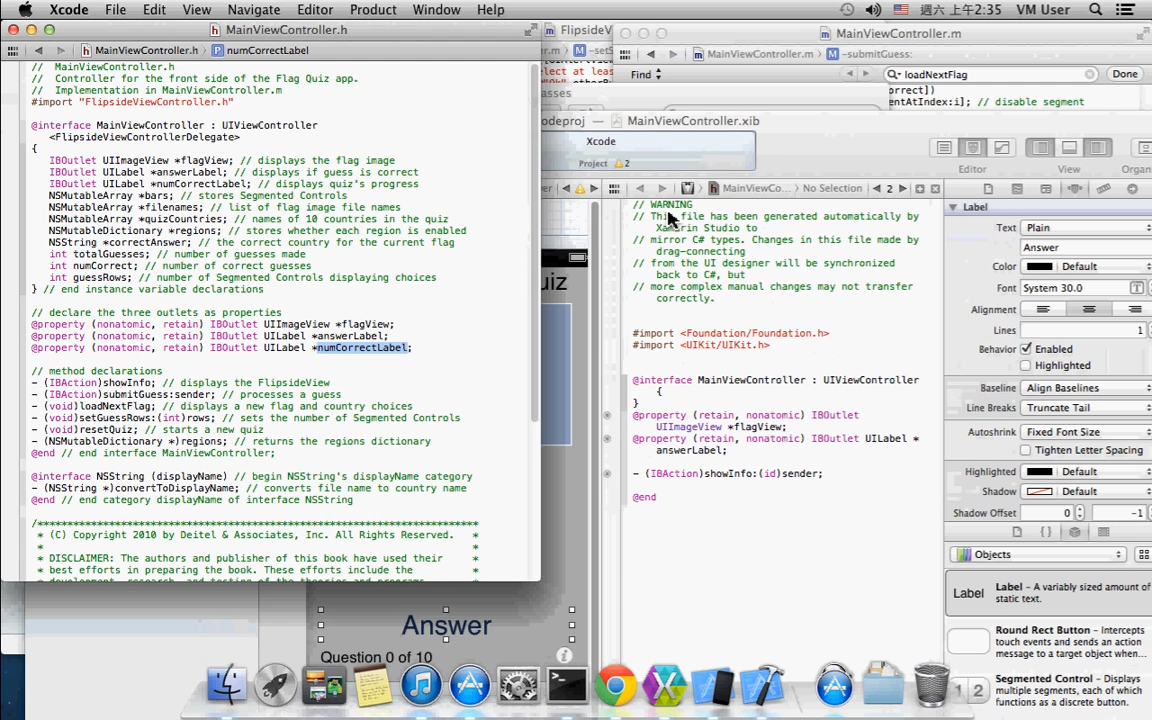 Xcode File Edit View Navigate Editor Product Window Help 週六 上午2:35 VM User
MainViewController.h
MainViewController.h numCorrectLabel
// MainViewController.h
// Controller for the front side of the Flag Quiz app.
// Implementation in MainViewController.m
#import "FlipsideViewController.h"
@interface MainViewController : UIViewController
<FlipsideViewControllerDelegate>
{
IBOutlet UIImageView *flagView; // displays the flag image
IBOutlet UILabel *answerLabel; // displays if guess is correct
IBOutlet UILabel *numCorrectLabel; // displays quiz's progress
NSMutableArray *bars; // stores Segmented Controls
NSMutableArray *filenames; // list of flag image file names
NSMutableArray *quizCountries; // names of 10 countries in the quiz
NSMutableDictionary *regions; // stores whether each region is enabled
NSString *correctAnswer; // the correct country for the current flag
int totalGuesses; // number of guesses made
int numCorrect; // number of correct guesses
int guessRows; // number of Segmented Controls displaying choices
} // end instance variable declarations
// declare the three outlets as properties
@property (nonatomic, retain) IBOutlet UIImageView *flagView;
@property (nonatomic, retain) IBOutlet UILabel *answerLabel;
@property (nonatomic, retain) IBOutlet UILabel *numCorrectLabel;
// method declarations
- (IBAction)showInfo; // displays the FlipsideView
- (IBAction)submitGuess:sender; // processes a guess
- (void)loadNextFlag; // displays a new flag and country choices
- (void)setGuessRows:(int)rows; // sets the number of Segmented Controls
- (void)resetQuiz; // starts a new quiz
- (NSMutableDictionary *)regions; // returns the regions dictionary
@end // end interface MainViewController;
@interface NSString (displayName) // begin NSString's displayName category
- (NSString *)convertToDisplayName; // converts file name to country name
@end // end category displayName of interface NSString
/**************************************************************************
* (C) Copyright 2010 by Deitel & Associates, Inc. All Rights Reserved. *
* *
* DISCLAIMER: The authors and publisher of this book have used their *
* best efforts in preparing the book. These efforts include the *
FlipsideV
MainViewController.m
MainViewController.m -submitGuess:
Find loadNextFlag Done
elect at leas
rrect])
entAtIndex:i]; // disable segment
asses
odeproj — MainViewController.xib
Xcode
Project 2
Editor View Organ
MainViewCo... No Selection 2
// WARNING
// This file has been generated automatically by
Xamarin Studio to
// mirror C# types. Changes in this file made by
drag-connecting
// from the UI designer will be synchronized
back to C#, but
// more complex manual changes may not transfer
correctly.
#import <Foundation/Foundation.h>
#import <UIKit/UIKit.h>
@interface MainViewController : UIViewController
{
}
@property (retain, nonatomic) IBOutlet
UIImageView *flagView;
@property (retain, nonatomic) IBOutlet UILabel *
answerLabel;
- (IBAction)showInfo:(id)sender;
@end
Label
Text Plain
Answer
Color Default
Font System 30.0
Alignment
Lines 1
Behavior Enabled
Highlighted
Baseline Align Baselines
Line Breaks Truncate Tail
Autoshrink Fixed Font Size
Tighten Letter Spacing
Highlighted Default
Shadow Default
Shadow Offset 0 -1
Objects
Label Label - A variably sized amount of
static text.
Round Rect Button - Intercepts
touch events and sends an action
message to a target object when...
1 2 Segmented Control - Displays
multiple segments, each of which
functions as a discrete button.
uiz
Answer
Question 0 of 10